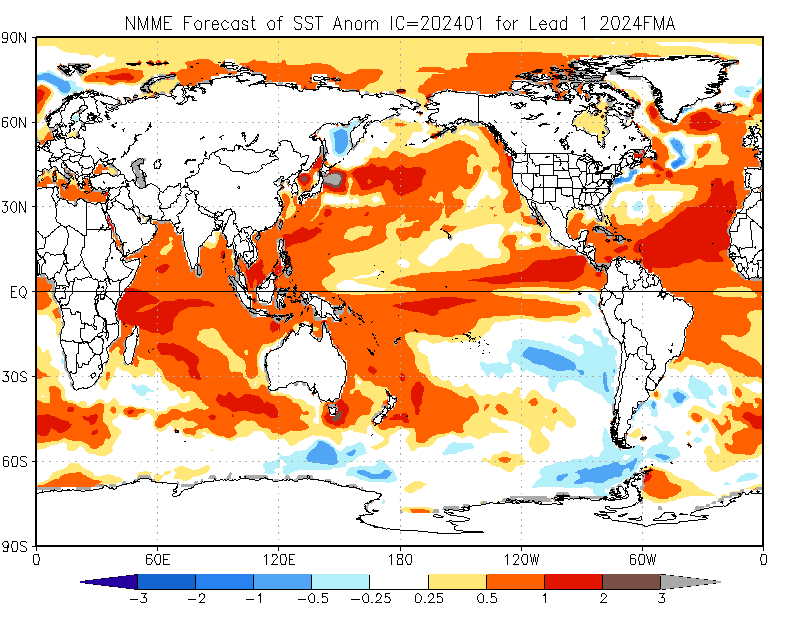 NMME Forecast of SST Anom IC=202401 for Lead 1 2024FMA
90N
60N
30N
EQ
30S
60S
90S
0 60E 120E 180 120W 60W 0
-3 -2 -1 -0.5 -0.25 0.25 0.5 1 2 3